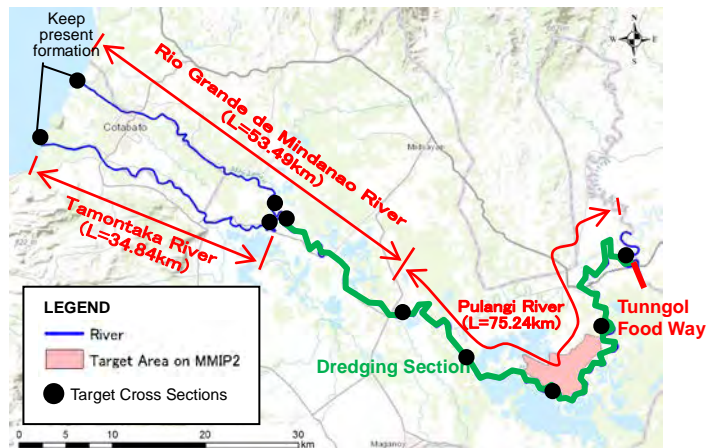 Keep
present
formation
Rio Grande de Mindanao River
(L=53.49km)
N
W
E
S
Cotabato
Midsayap
Tamontaka River
(L=34.84km)
Pulangi River
(L=75.24km)
Tunngol
Food Way
Dredging Section
LEGEND
River
Target Area on MMIP2
Target Cross Sections
Maganoy
0 5 10 20 30
km